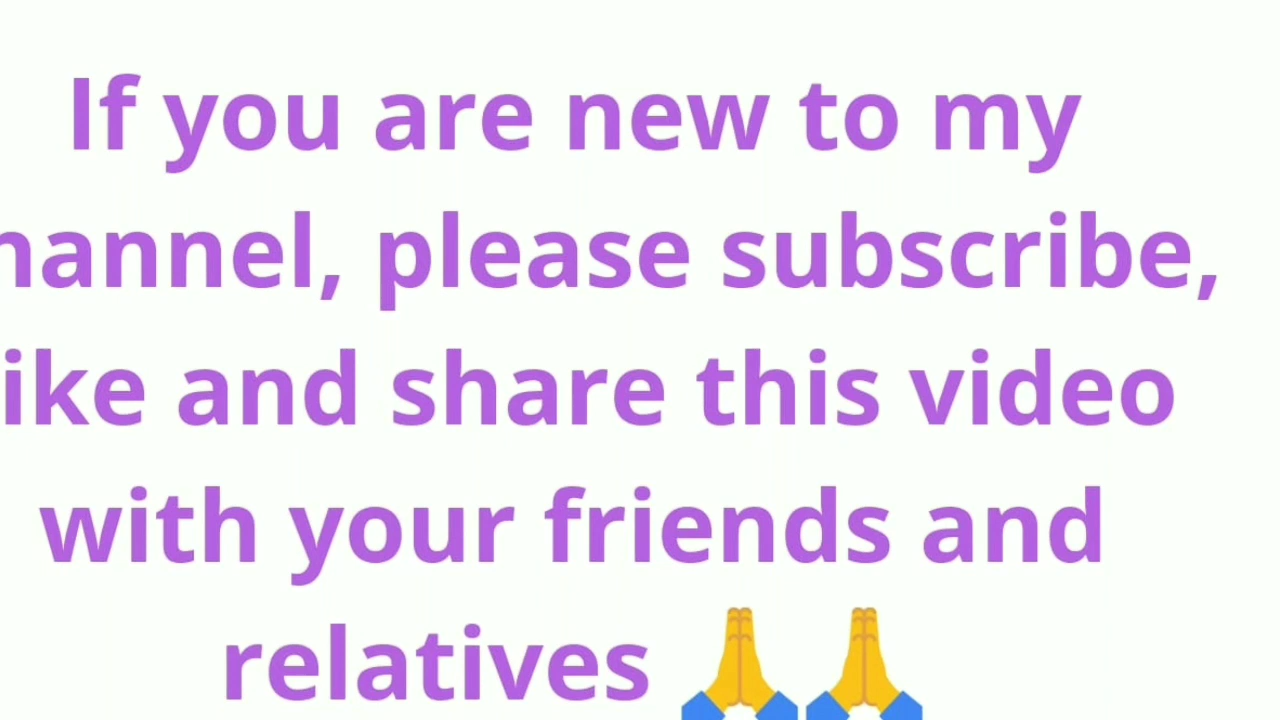 If you are new to my
hannel, please subscribe,
ike and share this video
with your friends and
relatives 🙏🙏